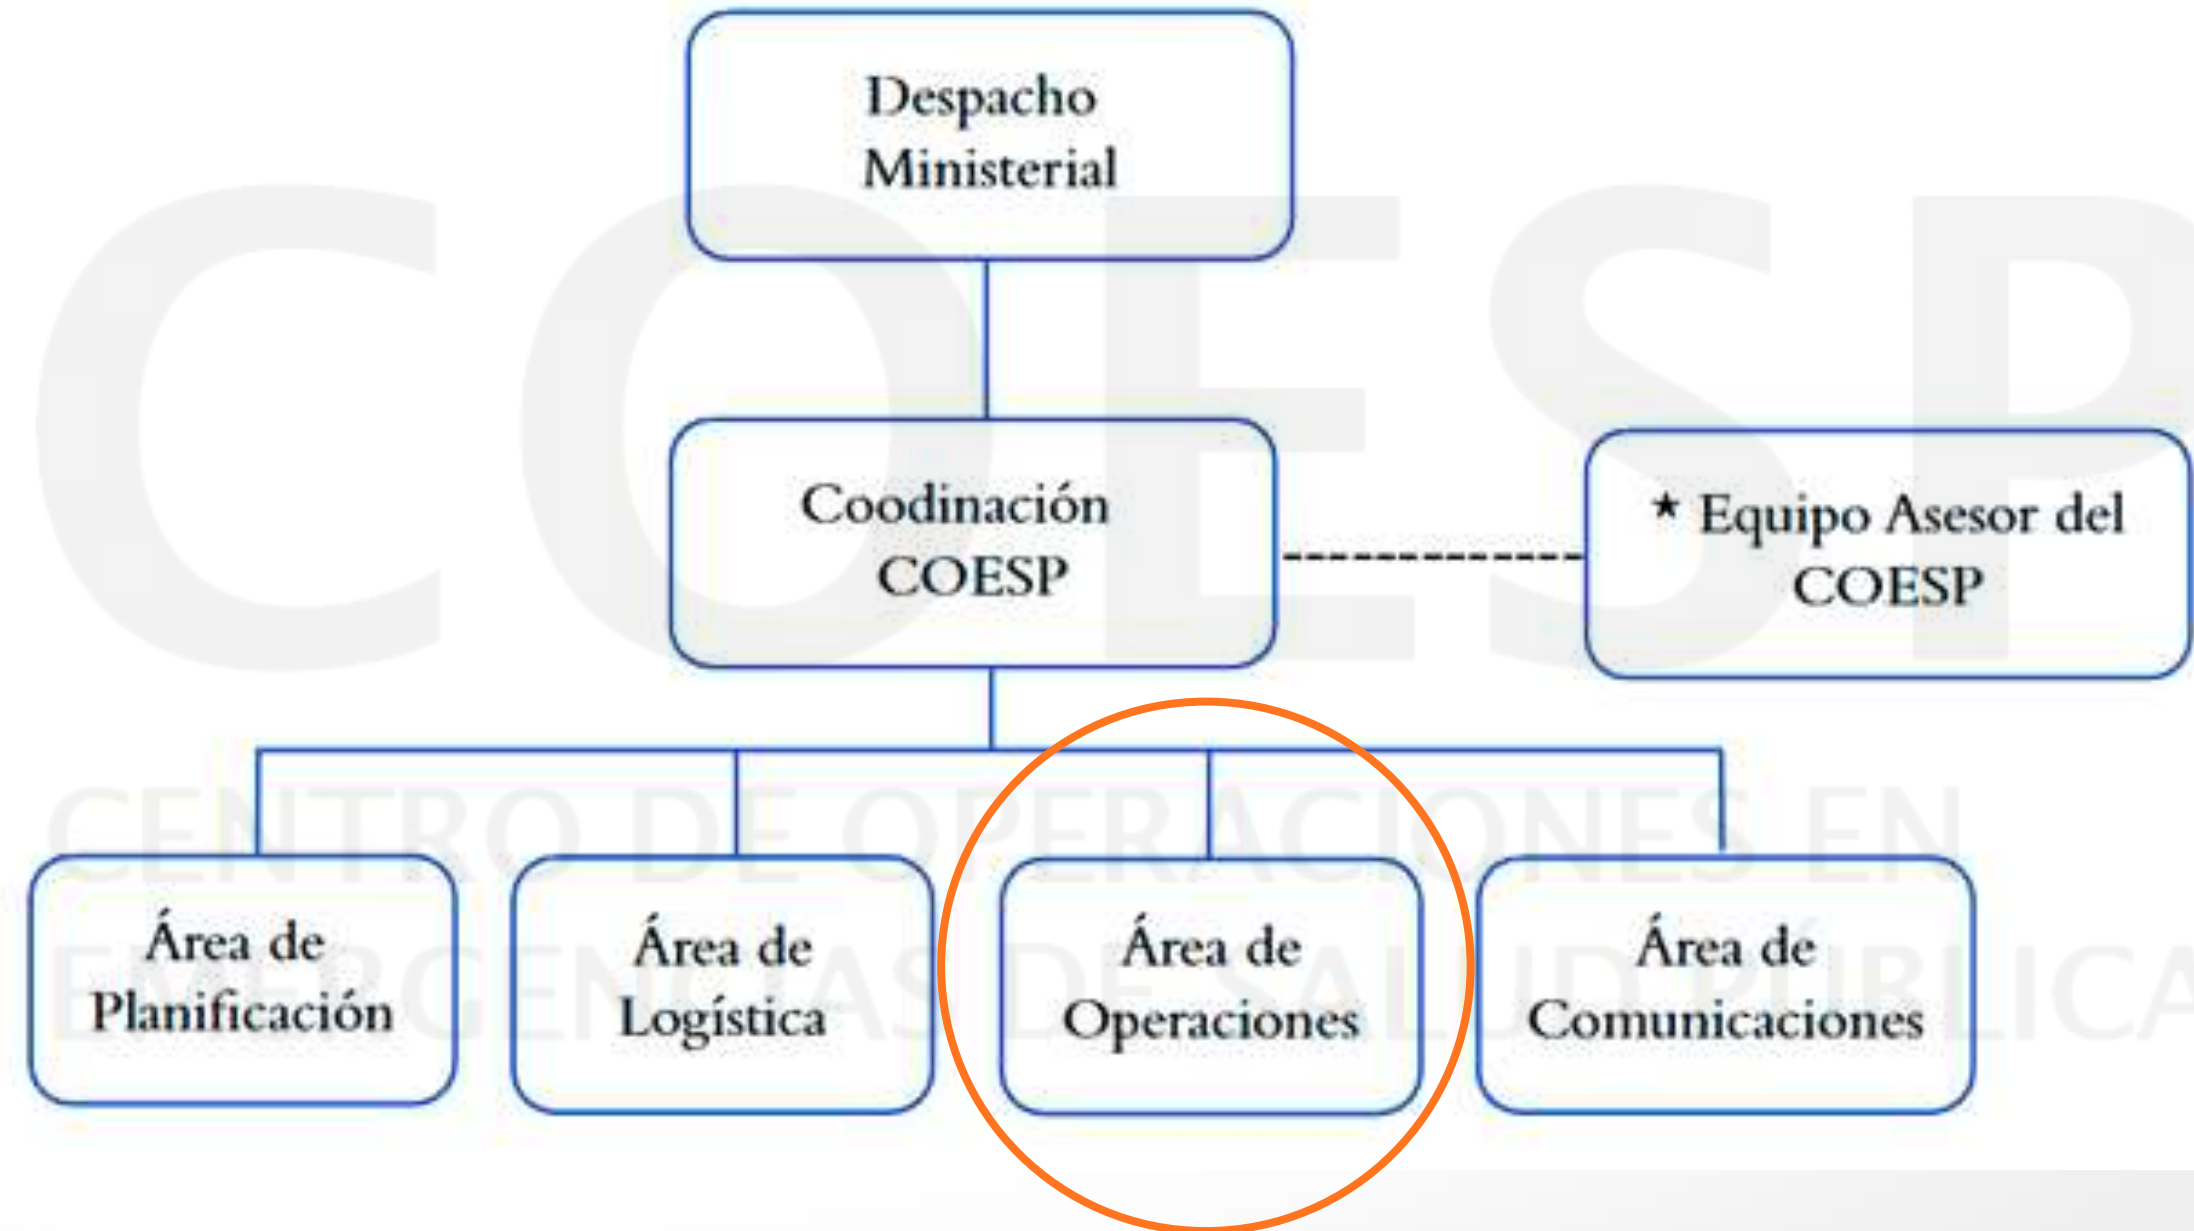 Despacho
Ministerial
Coodinación
COESP
★ Equipo Asesor del
COESP
Área de
Planificación
Área de
Logística
Área de
Operaciones
Área de
Comunicaciones
COESP
CENTRO DE OPERACIONES EN
EMERGENCIAS DE SALUD PÚBLICA